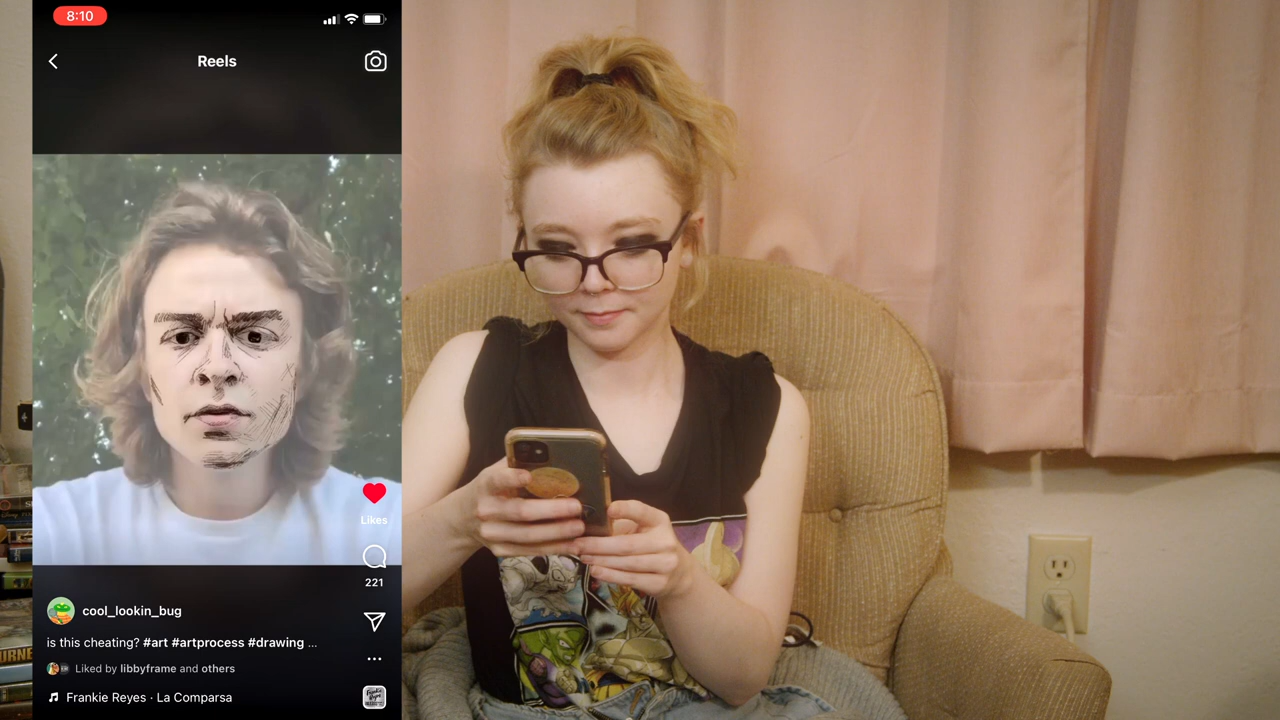 8:10
Reels
Likes
221
cool_lookin_bug
is this cheating? #art #artprocess #drawing ...
Liked by libbyframe and others
Frankie Reyes · La Comparsa